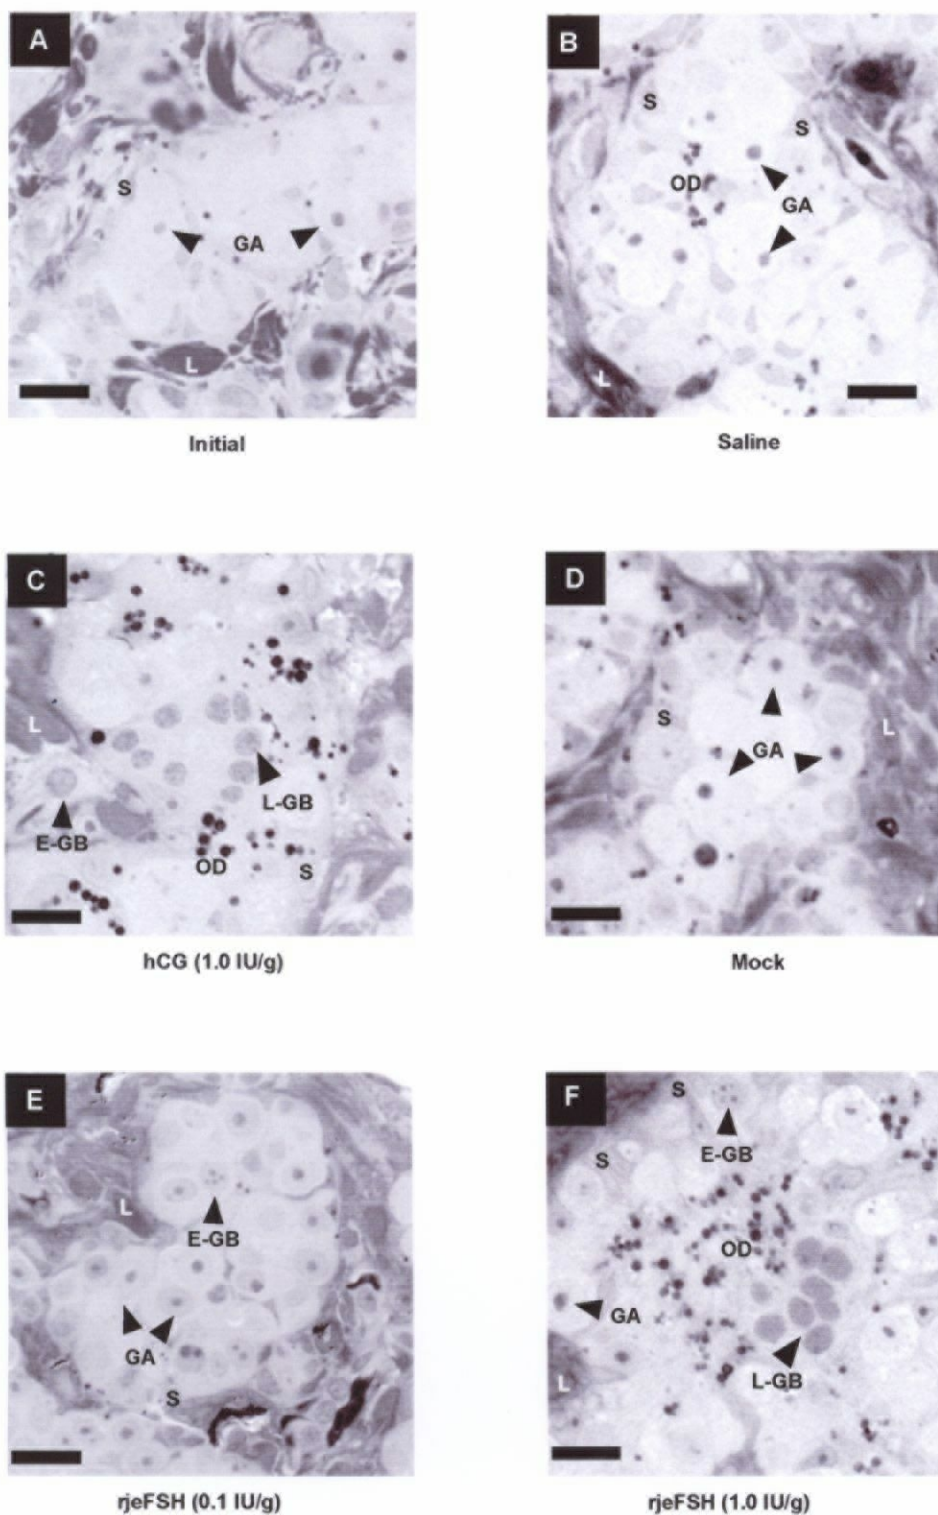 A
S
GA
L
Initial
B
S
S
OD
GA
L
Saline
C
L
L-GB
E-GB
OD
S
hCG (1.0 IU/g)
D
S
GA
L
Mock
E
L
E-GB
GA
S
rjeFSH (0.1 IU/g)
F
S
E-GB
S
OD
GA
L-GB
L
rjeFSH (1.0 IU/g)